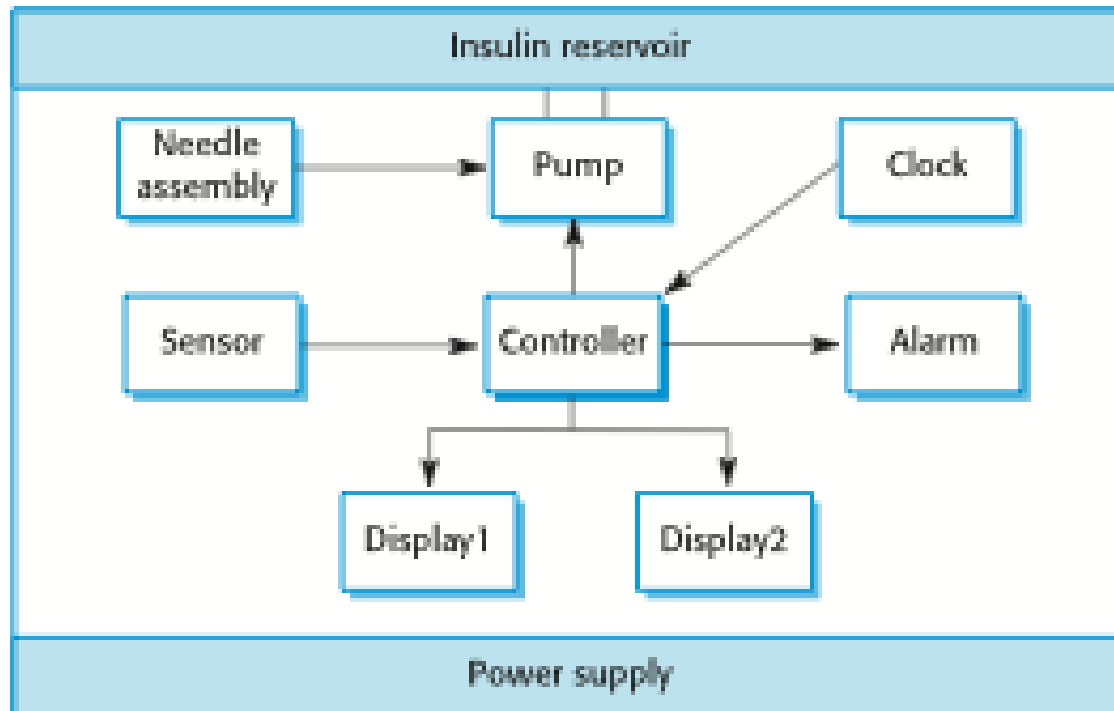 Insulin reservoir
Needle
assembly
Pump
Clock
Sensor
Controller
Alarm
Display1
Display2
Power supply